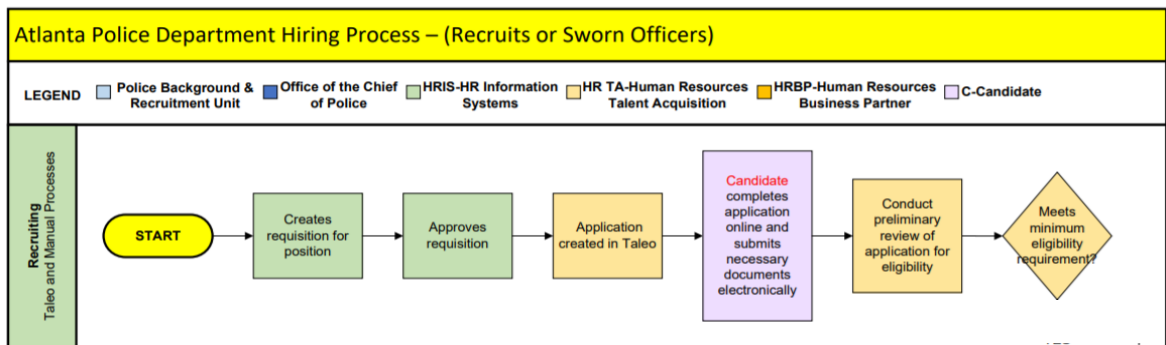 Atlanta Police Department Hiring Process – (Recruits or Sworn Officers)
LEGEND
Police Background &
Recruitment Unit
Office of the Chief
of Police
HRIS-HR Information
Systems
HR TA-Human Resources
Talent Acquisition
HRBP-Human Resources
Business Partner
C-Candidate
Recruiting
Taleo and Manual Processes
START
Creates
requisition for
position
Approves
requisition
Application
created in Taleo
Candidate
completes
application
online and
submits
necessary
documents
electronically
Conduct
preliminary
review of
application for
eligibility
Meets
minimum
eligibility
requirement?